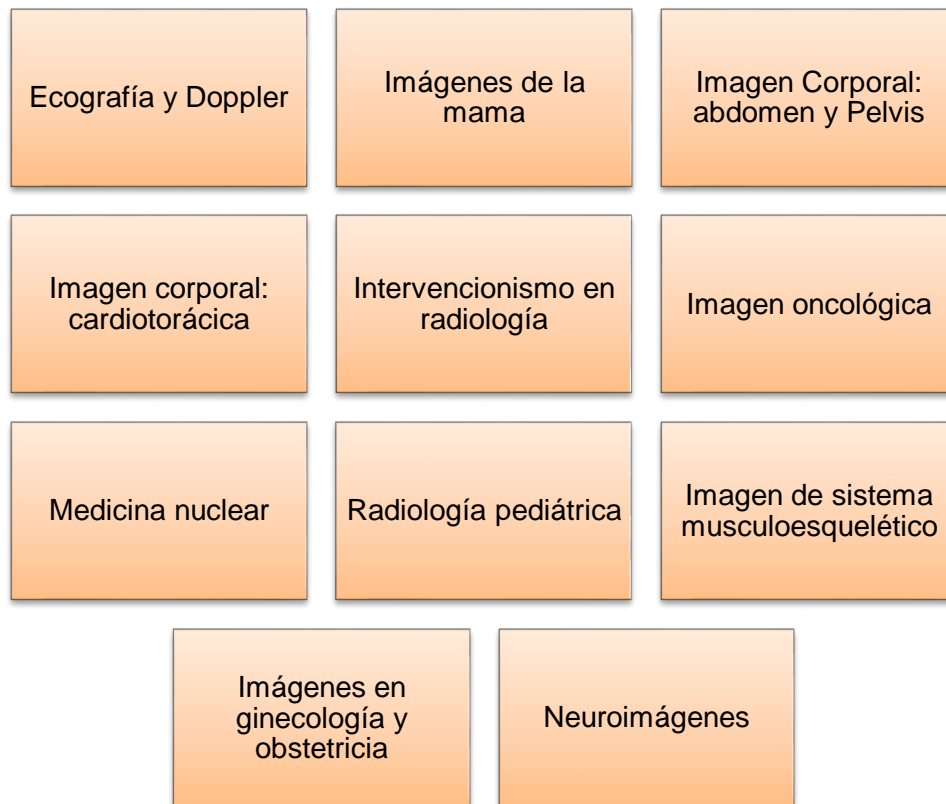 Ecografía y Doppler
Imágenes de la
mama
Imagen Corporal:
abdomen y Pelvis
Imagen corporal:
cardiotorácica
Intervencionismo en
radiología
Imagen oncológica
Medicina nuclear
Radiología pediátrica
Imagen de sistema
musculoesquelético
Imágenes en
ginecología y
obstetricia
Neuroimágenes